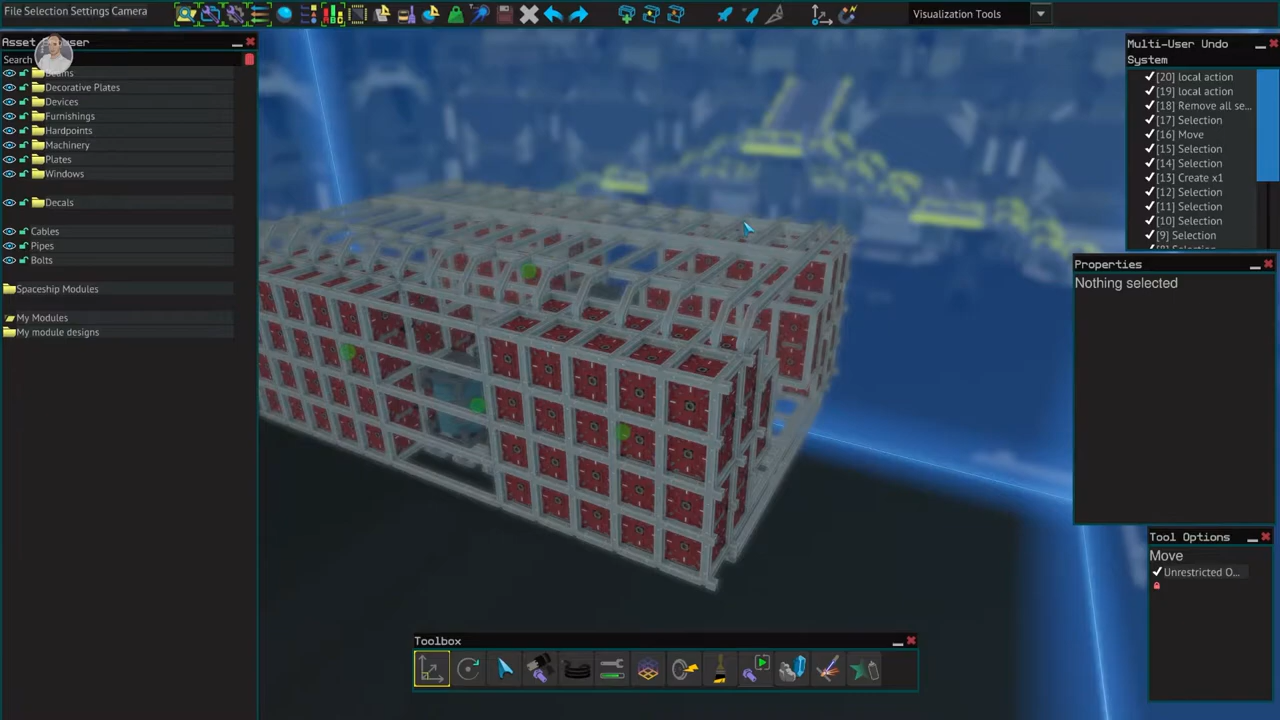 File Selection Settings Camera
Visualization Tools
Asset
Search
Beams
Decorative Plates
Devices
Furnishings
Hardpoints
Machinery
Plates
Windows
Decals
Cables
Pipes
Bolts
Spaceship Modules
My Modules
My module designs
Multi-User Undo
System
[20] local action
[19] local action
[18] Remove all se...
[17] Selection
[16] Move
[15] Selection
[14] Selection
[13] Create x1
[12] Selection
[11] Selection
[10] Selection
[9] Selection
Properties
Nothing selected
Tool Options
Move
Unrestricted O...
Toolbox